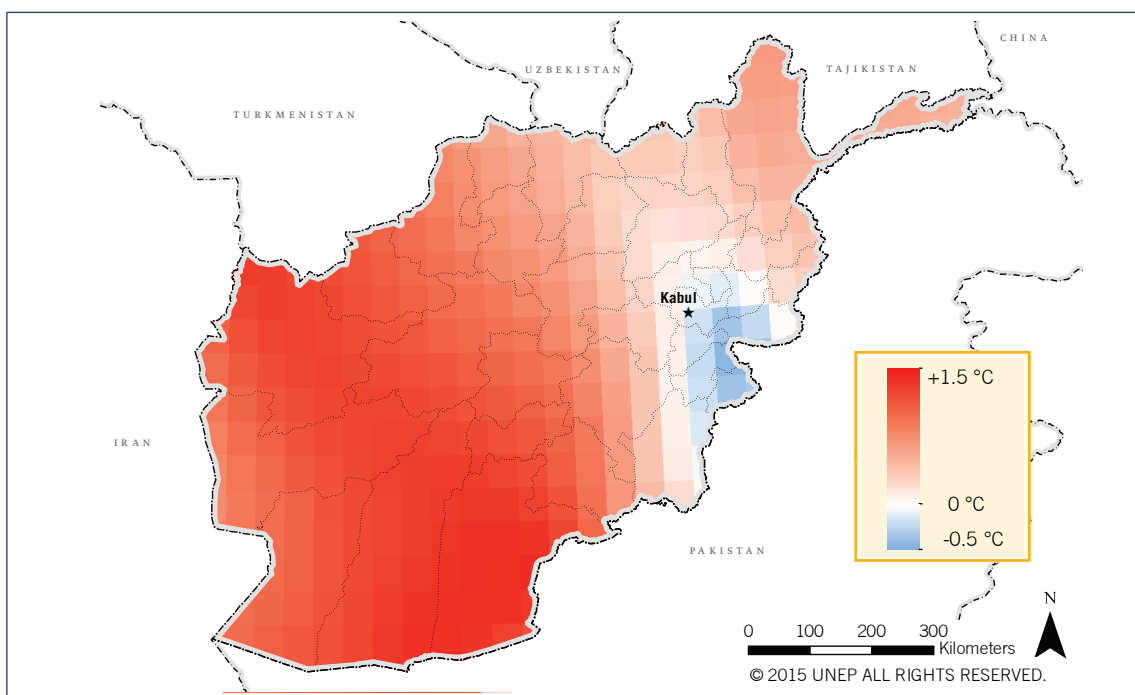 CHINA
UZBEKISTAN
TAJIKISTAN
TURKMENISTAN
Kabul
+1.5 °C
IRAN
0 °C
-0.5 °C
PAKISTAN
N
0 100 200 300
Kilometers
© 2015 UNEP ALL RIGHTS RESERVED.